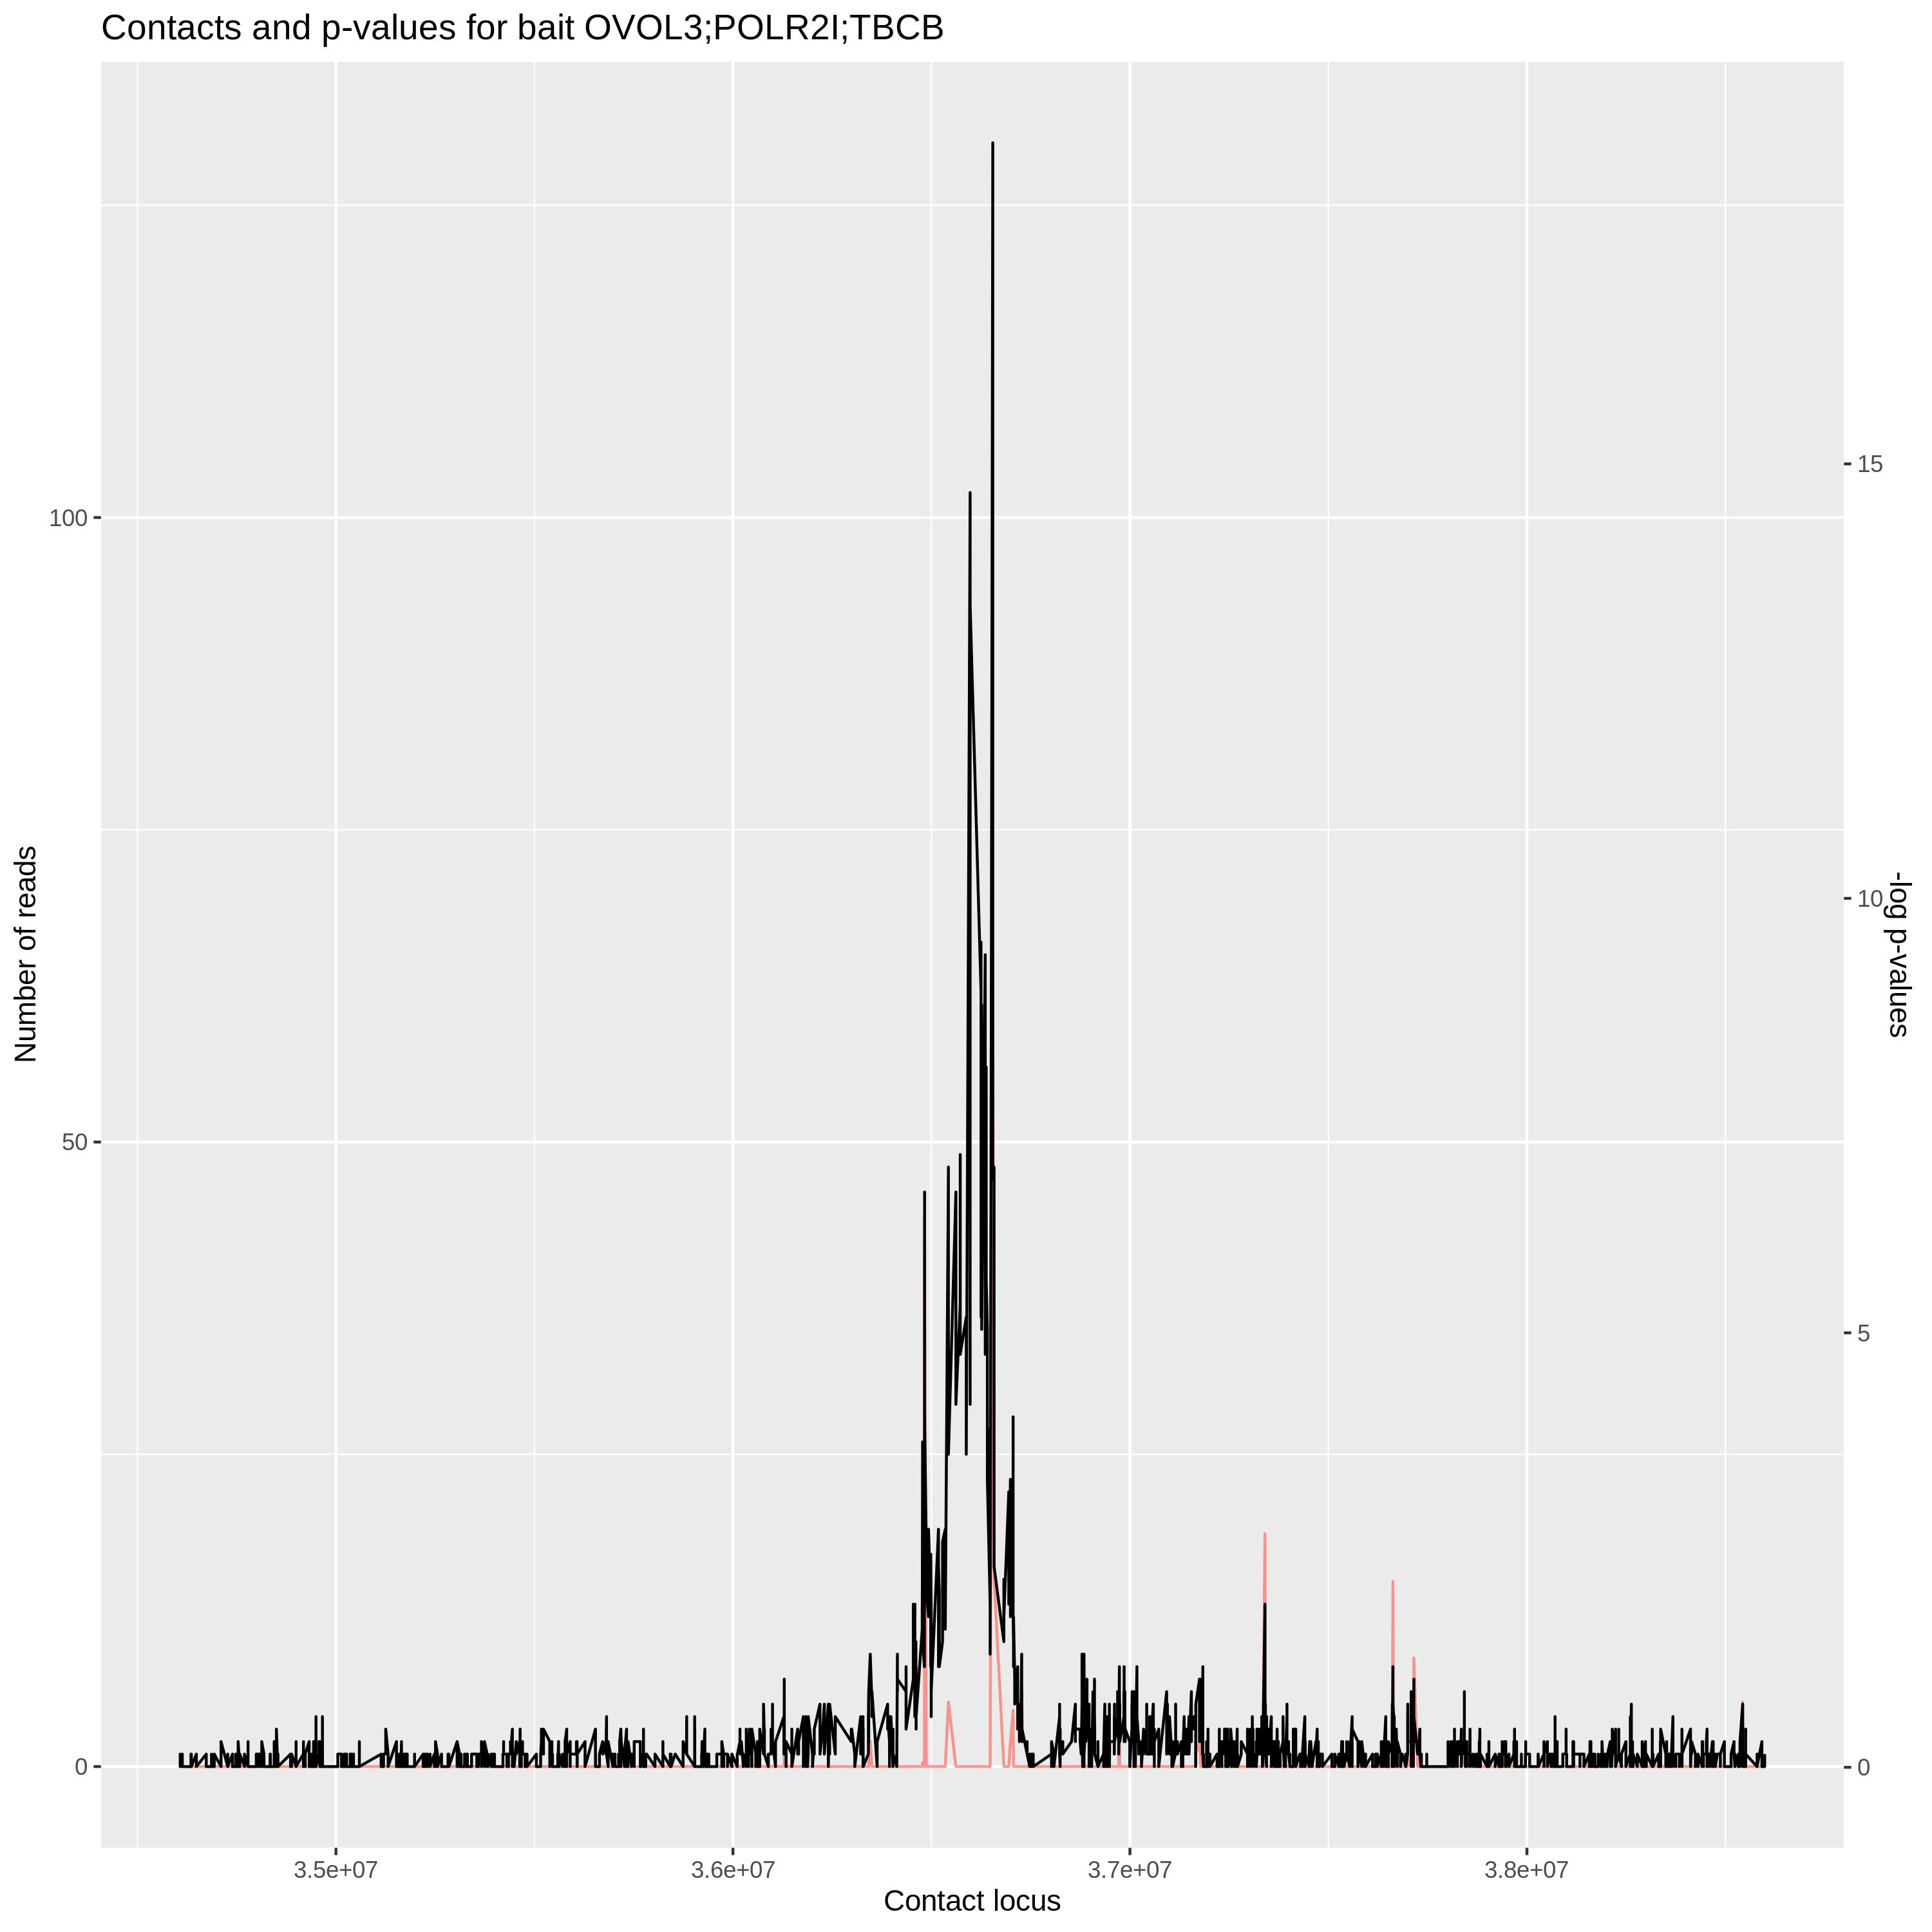 Contacts and p-values for bait OVOL3;POLR2I;TBCB
Number of reads
100
50
0
15
10
5
0
-log p-values
3.5e+07
3.6e+07
3.7e+07
3.8e+07
Contact locus